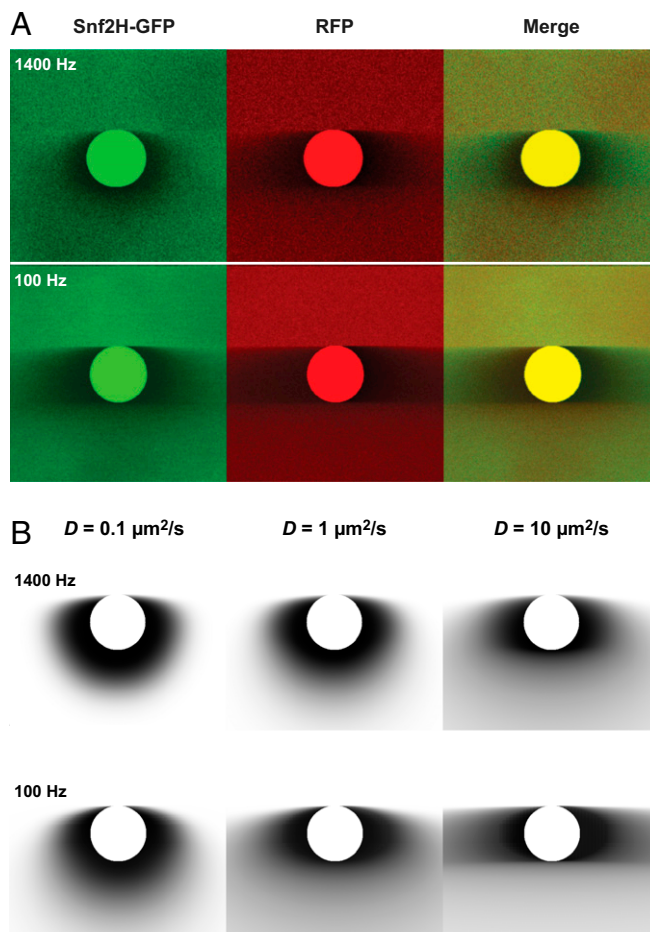 A
Snf2H-GFP RFP Merge
1400 Hz
100 Hz
B
D = 0.1 µm²/s D = 1 µm²/s D = 10 µm²/s
1400 Hz
100 Hz